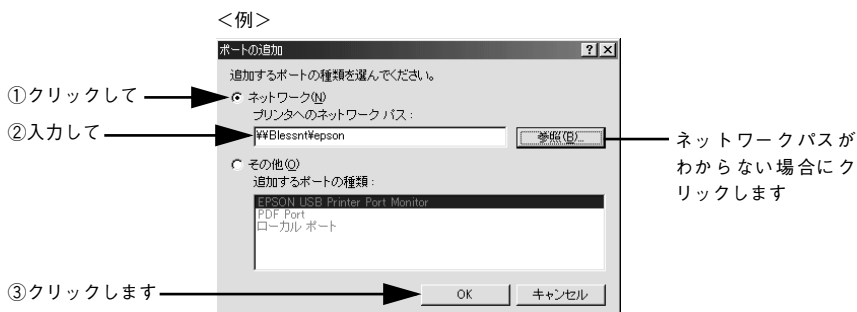 <例>
ポートの追加
追加するポートの種類を選んでください。
①クリックして
ネットワーク(N)
プリンタへのネットワーク パス:
②入力して
¥¥Blessnt¥epson
参照(B)...
ネットワークパスが
わからない場合にク
リックします
その他(O)
追加するポートの種類:
EPSON USB Printer Port Monitor
PDF Port
ローカル ポート
③クリックします
OK
キャンセル